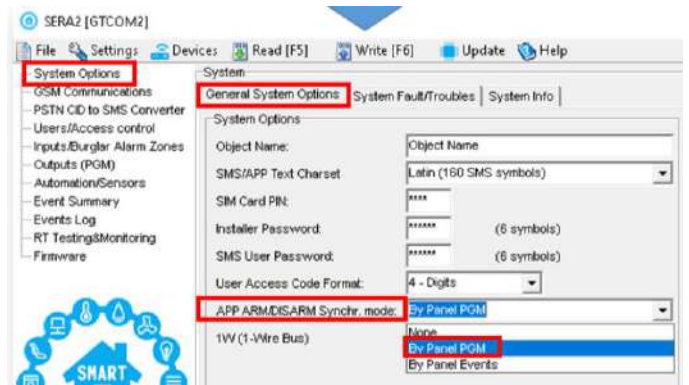 SERA2 [GTCOM2]
File Settings Devices Read [F5] Write [F6] Update Help
System Options
GSM Communications
PSTN CID to SMS Converter
Users/Access control
Inputs/Burglar Alarm Zones
Outputs (PGM)
Automation/Sensors
Event Summary
Events Log
RT Testing&Monitoring
Firmware
SMART
System
General System Options System Fault/Troubles System Info
System Options
Object Name: Object Name
SMS/APP Text Charset Latin (160 SMS symbols)
SIM Card PIN: ****
Installer Password: ****** (6 symbols)
SMS User Password: ****** (6 symbols)
User Access Code Format: 4 - Digits
APP ARM/DISARM Synchr. mode: By Panel PGM
1W (1-Wire Bus)
None
By Panel PGM
By Panel Events